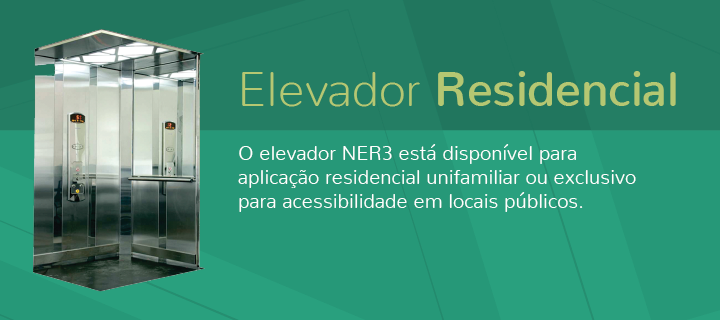 Elevador Residencial
O elevador NER3 está disponível para
aplicação residencial unifamiliar ou exclusivo
para acessibilidade em locais públicos.